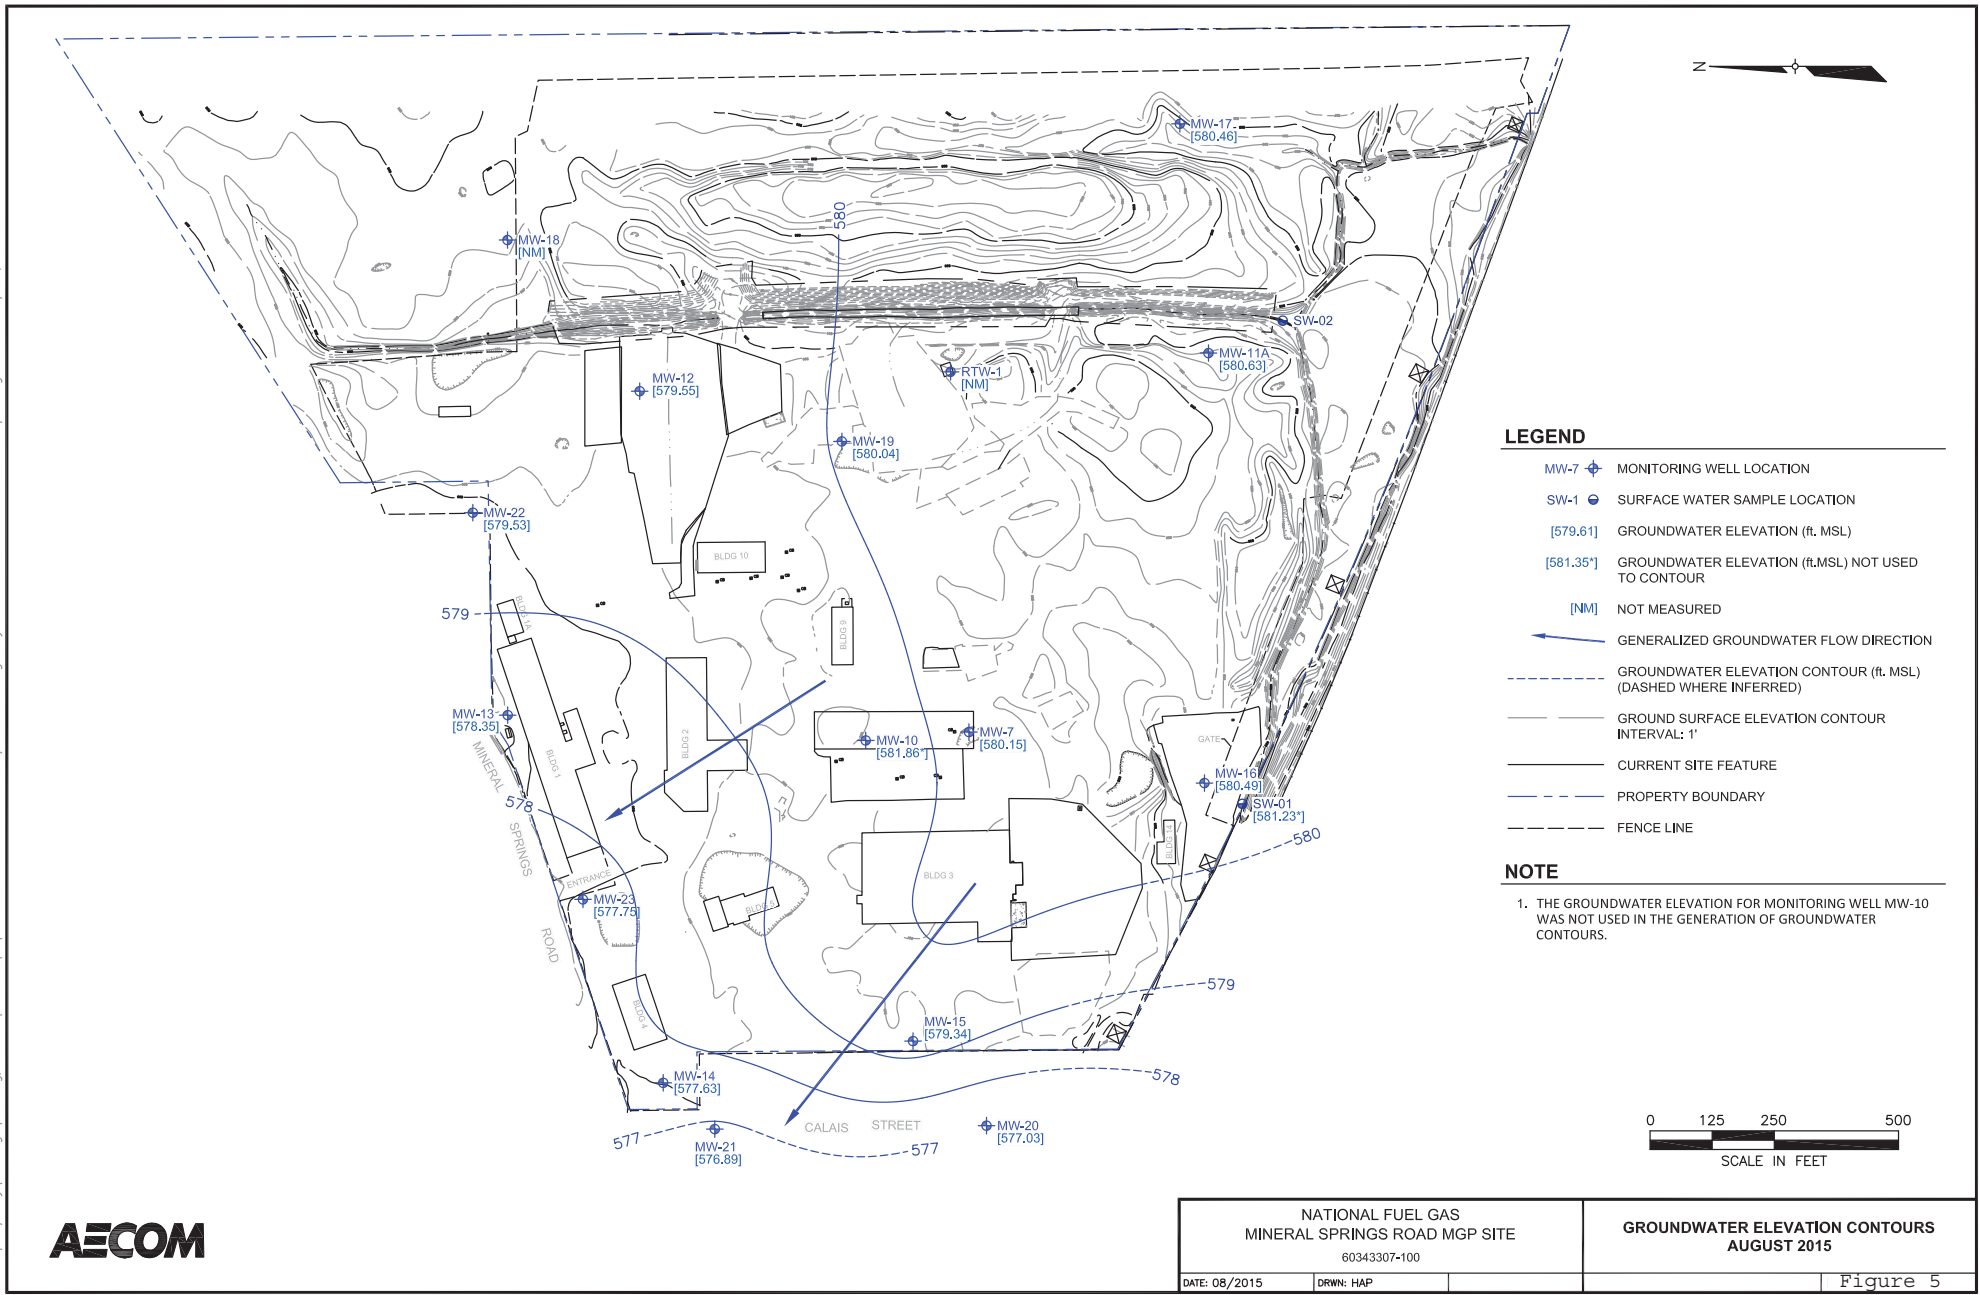 N
MW-17
[580.46]
580
MW-18
[NM]
SW-02
MW-11A
[580.63]
RTW-1
[NM]
MW-12
[579.55]
MW-19
[580.04]
MW-22
[579.53]
BLDG 10
579
BLDG 1A
BLDG 9
MW-13
[578.35]
BLDG 1
BLDG 2
MW-10
[581.86*]
MW-7
[580.15]
GATE
MW-16
[580.49]
SW-01
[581.23*]
578
MINERAL SPRINGS ROAD
580
BLDG 14
BLDG 3
ENTRANCE
MW-23
[577.75]
BLDG 5
579
BLDG 4
MW-15
[579.34]
MW-14
[577.63]
578
CALAIS STREET
MW-20
[577.03]
577
577
MW-21
[576.89]
LEGEND
MW-7 MONITORING WELL LOCATION
SW-1 SURFACE WATER SAMPLE LOCATION
[579.61] GROUNDWATER ELEVATION (ft. MSL)
[581.35*] GROUNDWATER ELEVATION (ft.MSL) NOT USED
TO CONTOUR
[NM] NOT MEASURED
GENERALIZED GROUNDWATER FLOW DIRECTION
GROUNDWATER ELEVATION CONTOUR (ft. MSL)
(DASHED WHERE INFERRED)
GROUND SURFACE ELEVATION CONTOUR
INTERVAL: 1'
CURRENT SITE FEATURE
PROPERTY BOUNDARY
FENCE LINE
NOTE
1. THE GROUNDWATER ELEVATION FOR MONITORING WELL MW-10
WAS NOT USED IN THE GENERATION OF GROUNDWATER
CONTOURS.
0 125 250 500
SCALE IN FEET
AECOM
NATIONAL FUEL GAS
MINERAL SPRINGS ROAD MGP SITE
60343307-100
DATE: 08/2015
DRWN: HAP
GROUNDWATER ELEVATION CONTOURS
AUGUST 2015
Figure 5